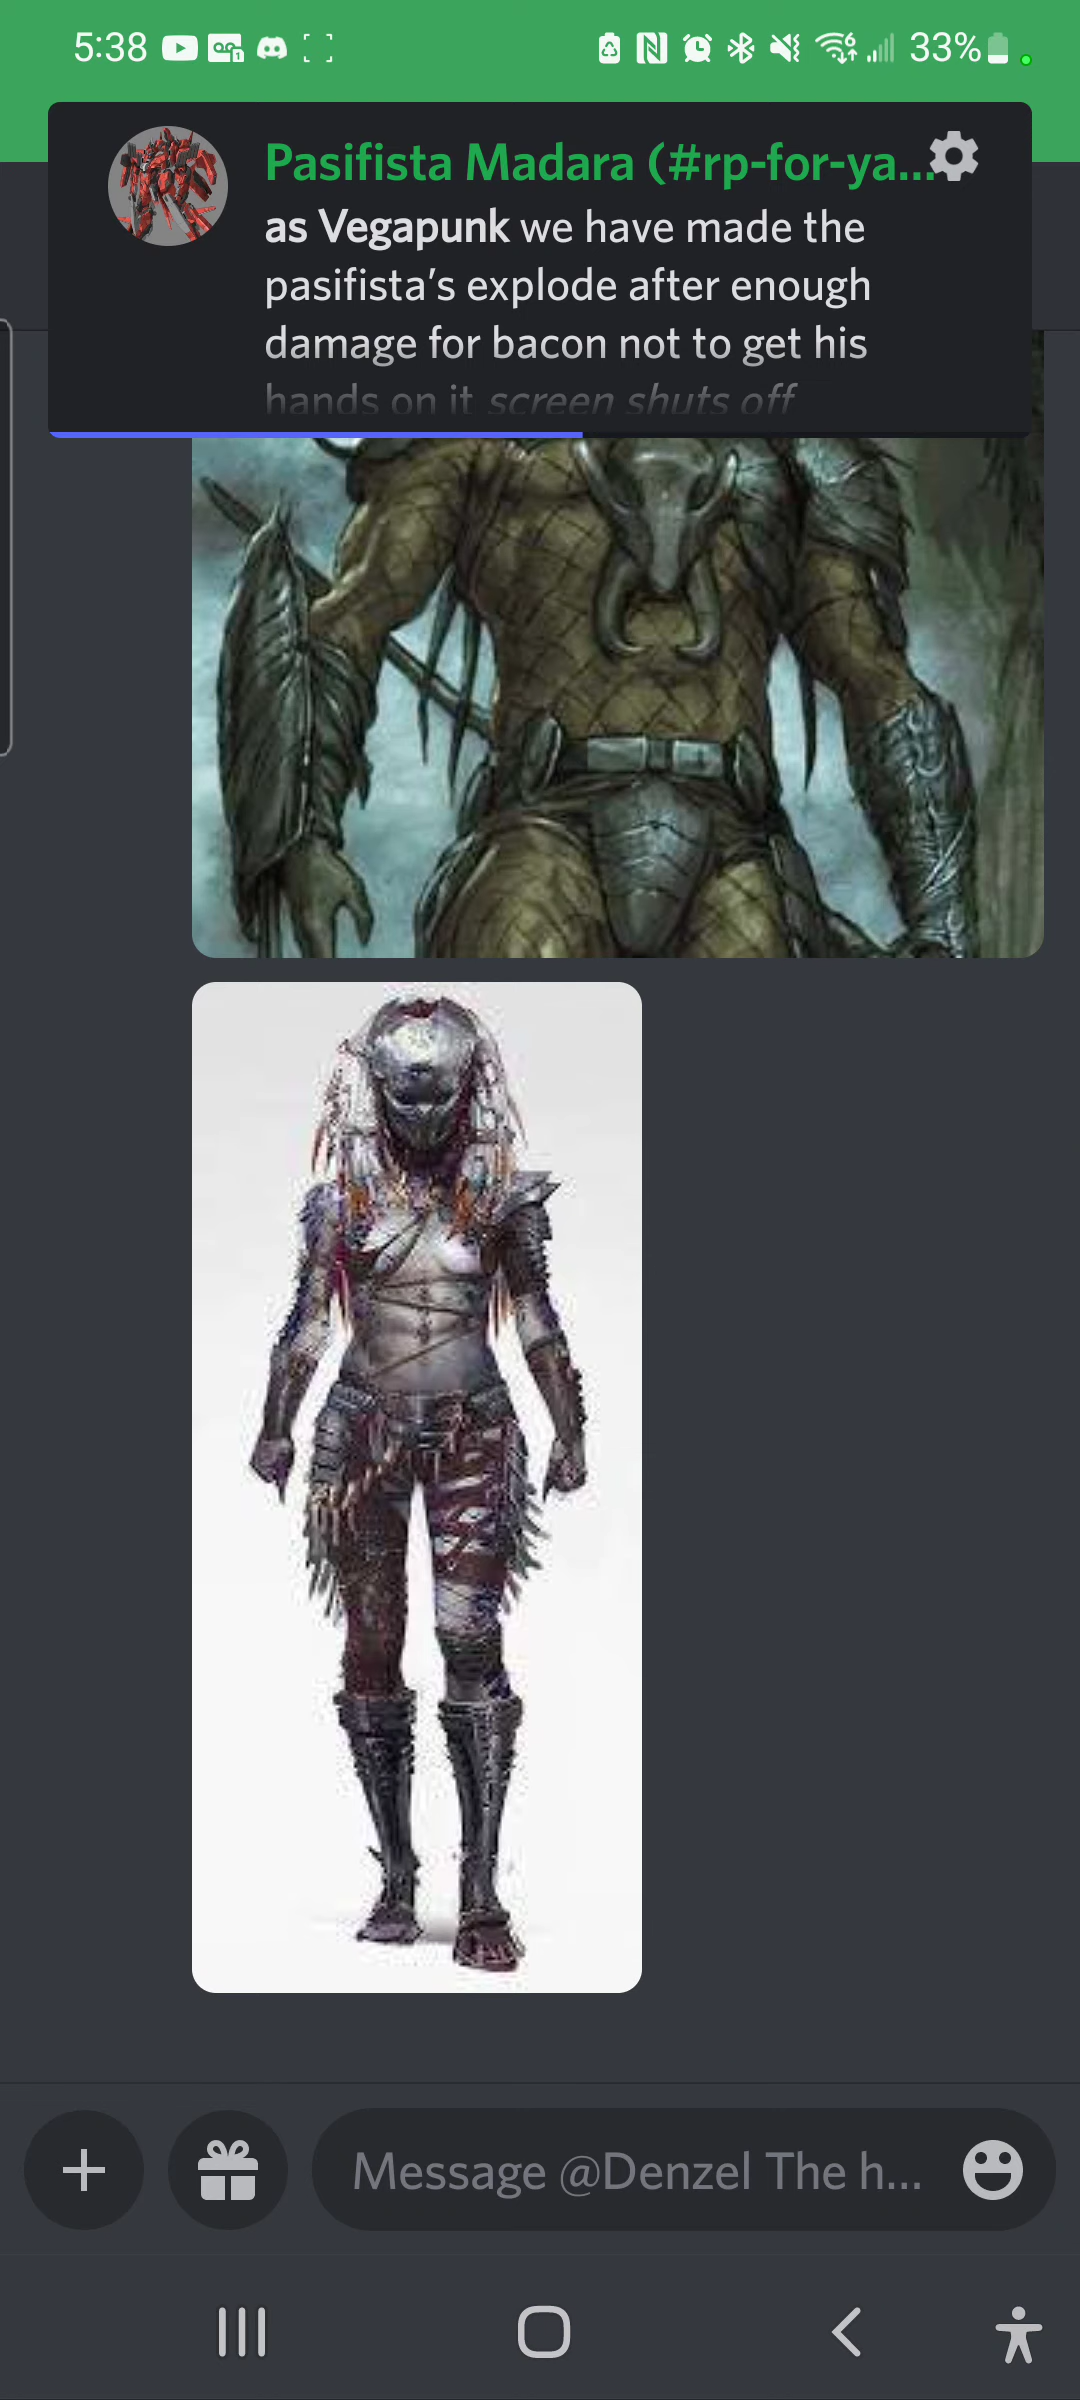 5:38
33%
Pasifista Madara (#rp-for-ya...
as Vegapunk we have made the
pasifista's explode after enough
damage for bacon not to get his
hands on it screen shuts off
Message @Denzel The h...